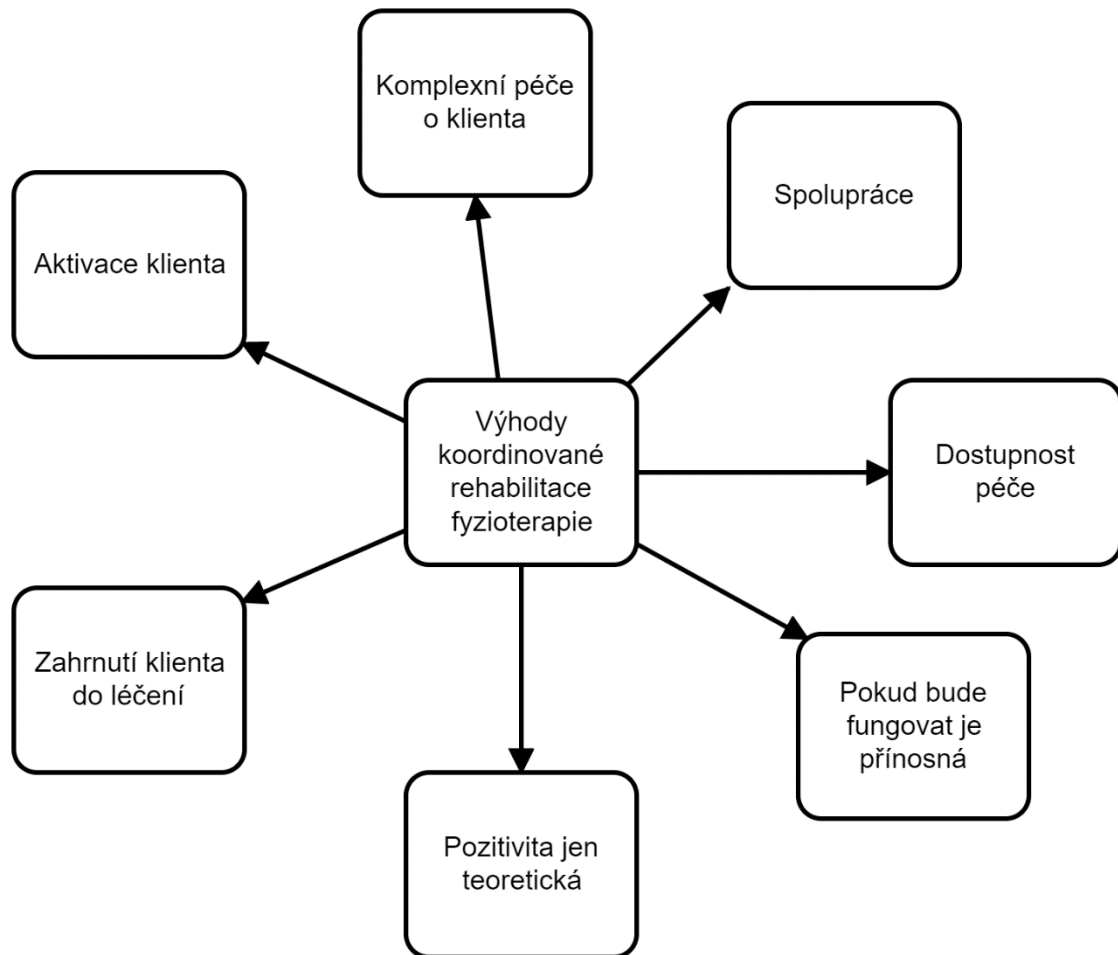 Komplexní péče
o klienta
Spolupráce
Aktivace klienta
Výhody
koordinované
rehabilitace
fyzioterapie
Dostupnost
péče
Zahrnutí klienta
do léčení
Pokud bude
fungovat je
přínosná
Pozitivita jen
teoretická